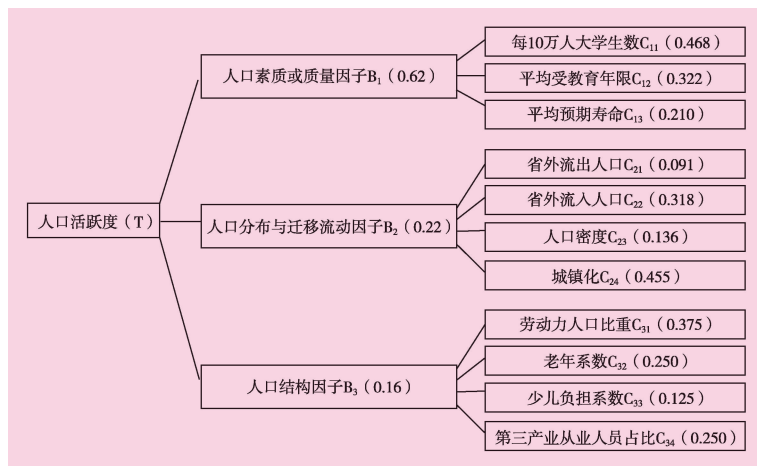 人口活跃度（T）
人口素质或质量因子B₁（0.62）
每10万人大学生数C₁₁（0.468）
平均受教育年限C₁₂（0.322）
平均预期寿命C₁₃（0.210）
人口分布与迁移流动因子B₂（0.22）
省外流出人口C₂₁（0.091）
省外流入人口C₂₂（0.318）
人口密度C₂₃（0.136）
城镇化C₂₄（0.455）
人口结构因子B₃（0.16）
劳动力人口比重C₃₁（0.375）
老年系数C₃₂（0.250）
少儿负担系数C₃₃（0.125）
第三产业从业人员占比C₃₄（0.250）